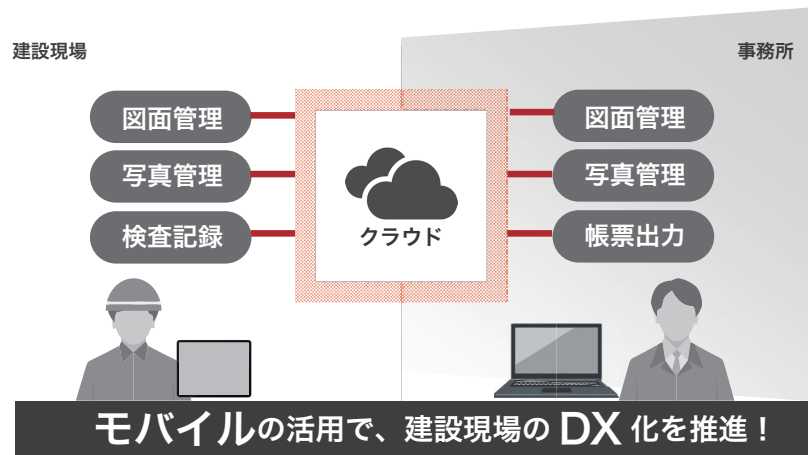 建設現場
事務所
図面管理
写真管理
検査記録
クラウド
図面管理
写真管理
帳票出力
モバイルの活用で、建設現場の DX 化を推進！